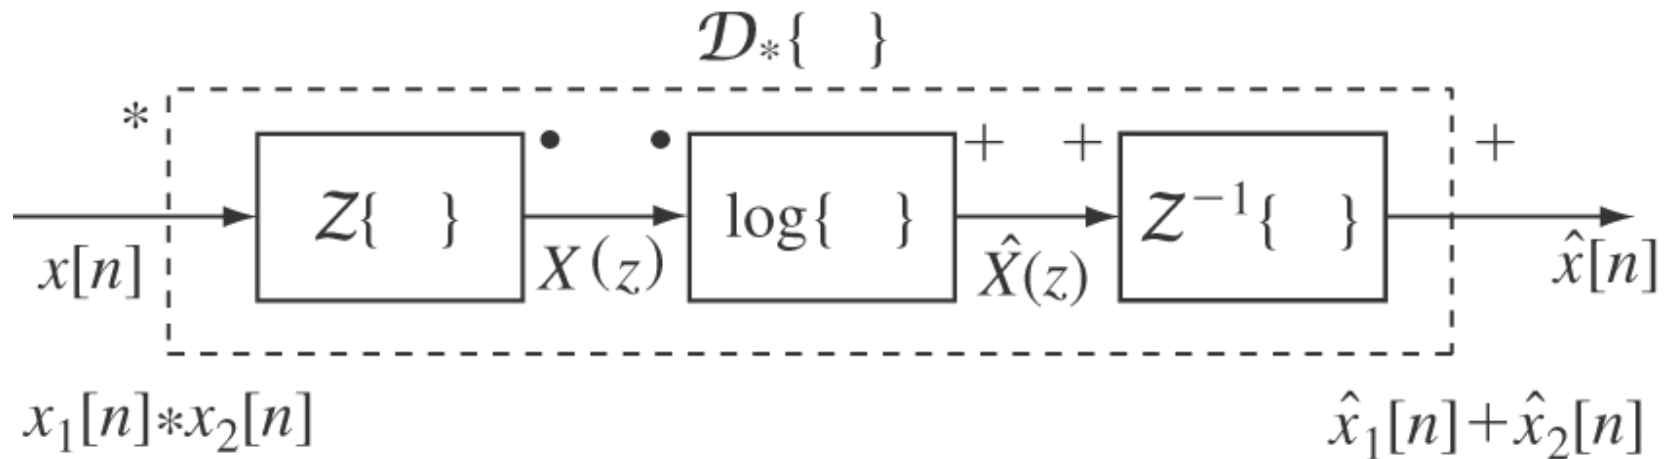 𝒟*{ }
* • • + + +
𝒵{ } log{ } 𝒵⁻¹{ }
x[n] X(z) X̂(z) x̂[n]
x₁[n]*x₂[n] x̂₁[n]+x̂₂[n]